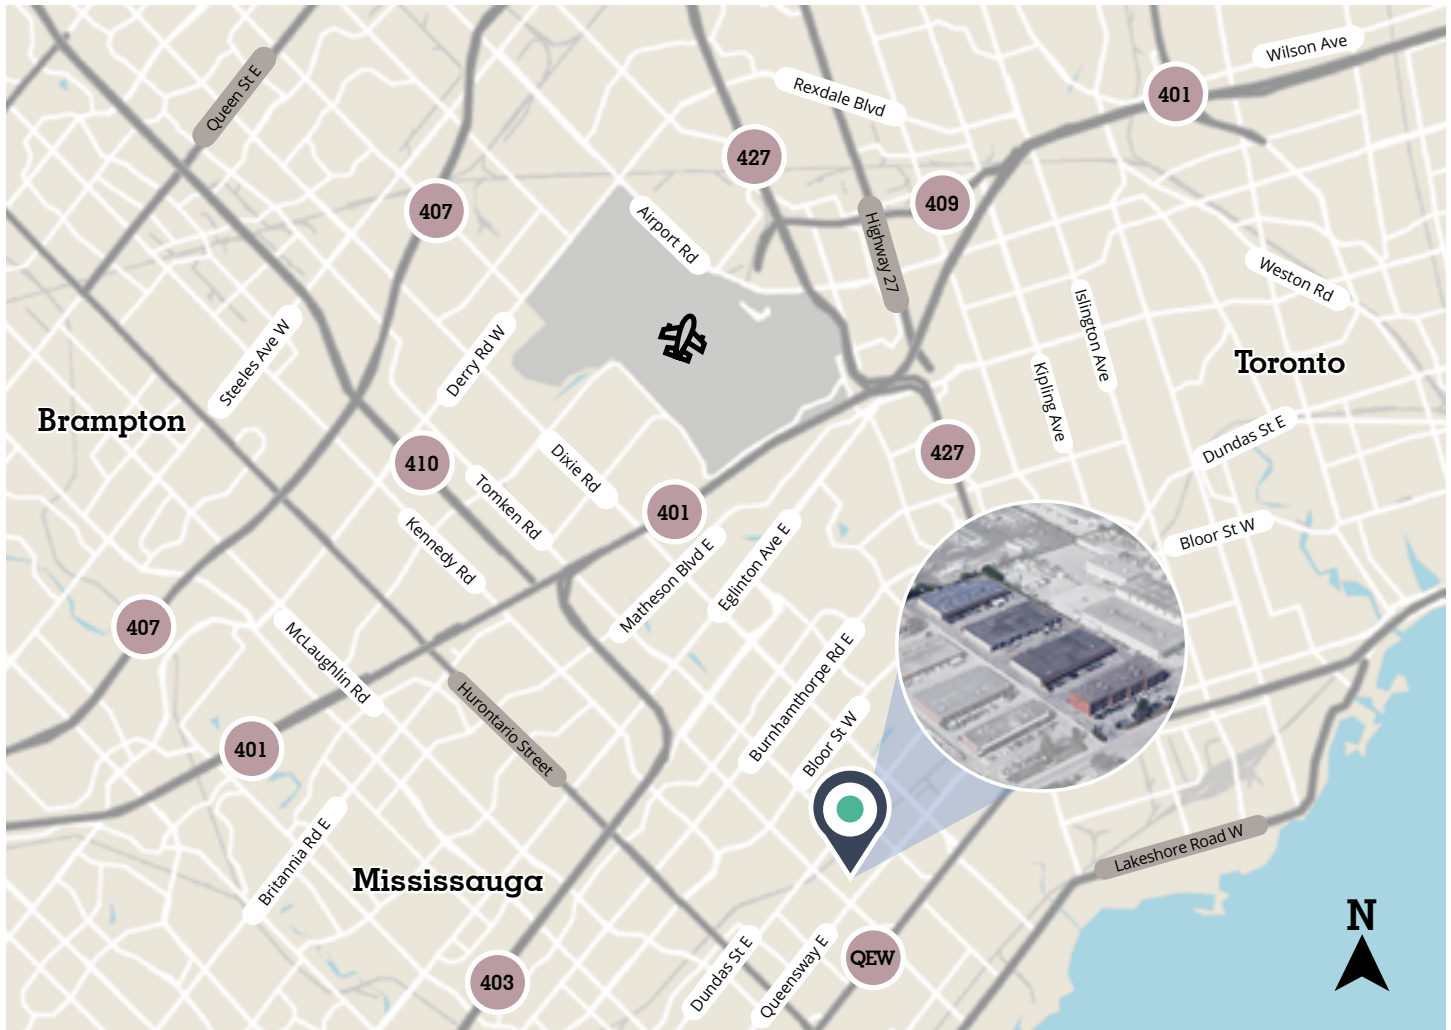 Wilson Ave
Queen St E
Rexdale Blvd
401
427
407
409
Airport Rd
Highway 27
Weston Rd
Islington Ave
Steeles Ave W
Derry Rd W
Toronto
Kipling Ave
Brampton
Dundas St E
427
410
Dixie Rd
Tomken Rd
401
Kennedy Rd
Bloor St W
Matheson Blvd E
Eglinton Ave E
407
McLaughlin Rd
Burnhamthorpe Rd E
Hurontario Street
Bloor St W
401
Britannia Rd E
Lakeshore Road W
Mississauga
N
Dundas St E
Queensway E
QEW
403